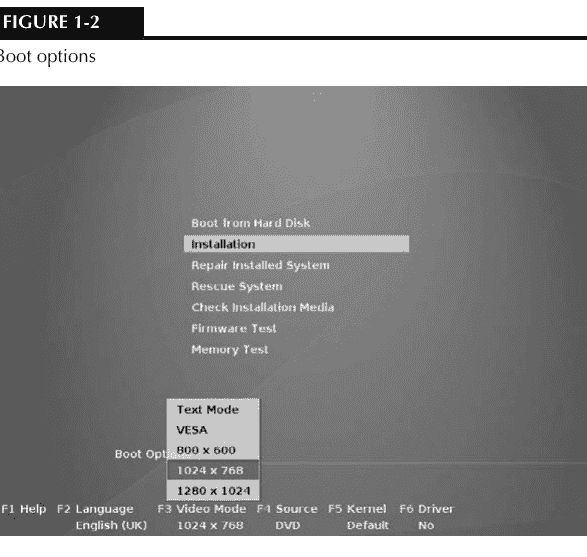 FIGURE 1-2
Boot options
Boot from Hard Disk
Installation
Repair Installed System
Rescue System
Check Installation Media
Firmware Test
Memory Test
Text Mode
VESA
800 x 600
1024 x 768
1280 x 1024
Boot Opti
F1 Help F2 Language F3 Video Mode F4 Source F5 Kernel F6 Driver
English (UK) 1024 x 768 DVD Default No